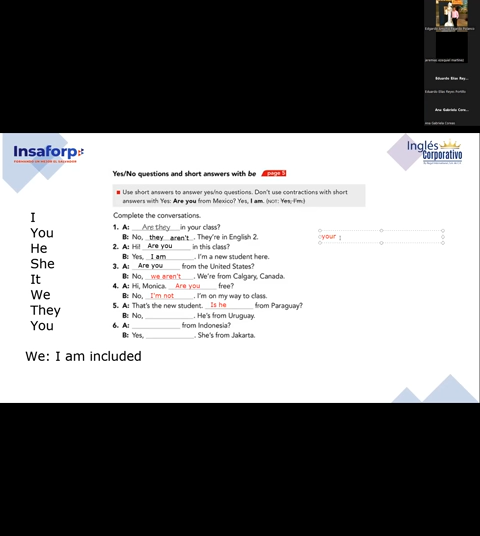 Eduardo Elias Rey...
Ana Gabriela Corea...
Insaforp
Inglés
Corporativo
Yes/No questions and short answers with be page 5
Use short answers to answer yes/no questions. Don't use contractions with short
answers with Yes: Are you from Mexico? Yes, I am. (NOT: Yes, I'm.)
Complete the conversations.
1. A: Are they in your class?
B: No, they aren't. They're in English 2.
2. A: Hi! Are you in this class?
B: Yes, I am. I'm a new student here.
3. A: Are you from the United States?
B: No, we aren't. We're from Calgary, Canada.
4. A: Hi, Monica. Are you free?
B: No, I'm not. I'm on my way to class.
5. A: That's the new student. Is he from Paraguay?
B: No, . He's from Uruguay.
6. A: from Indonesia?
B: Yes, . She's from Jakarta.
your
I
You
He
She
It
We
They
You
We: I am included